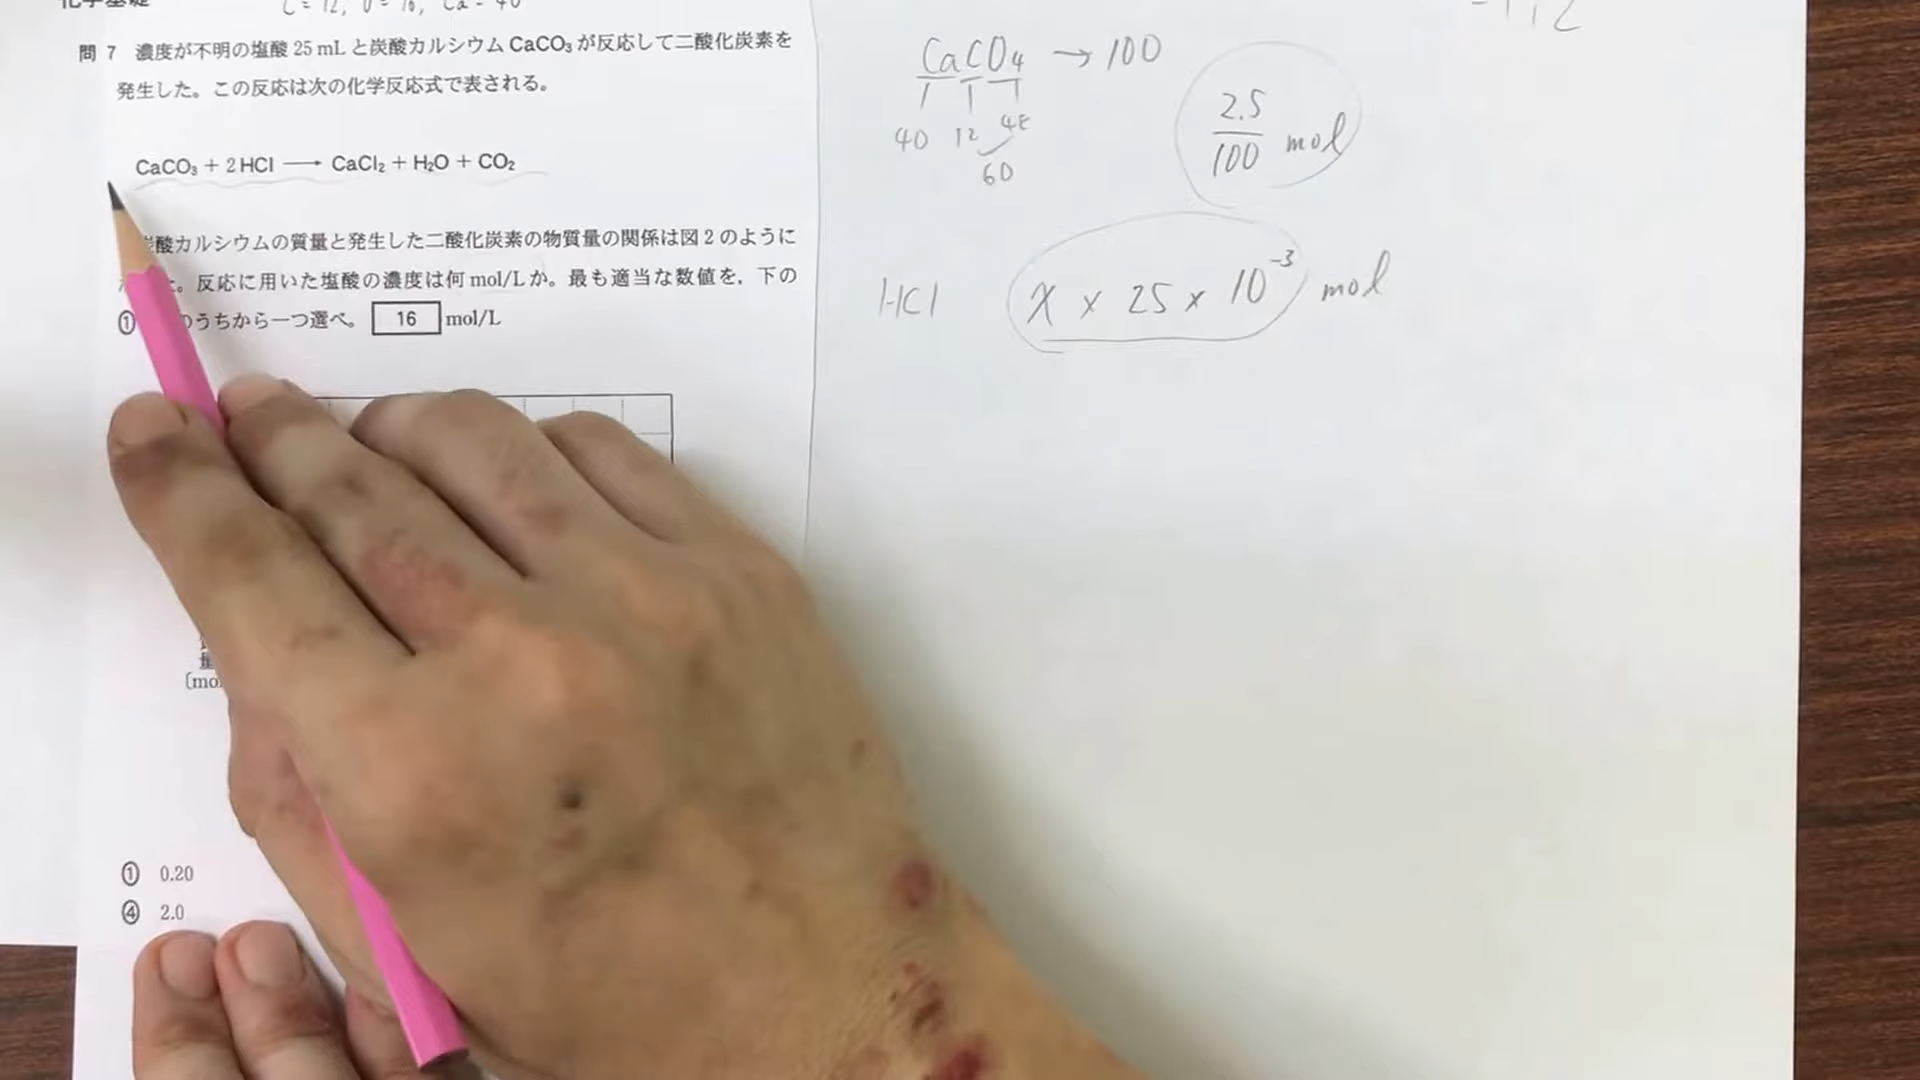 化学基礎
C = 12, O = 16, Ca = 40
問 7 濃度が不明の塩酸 25 mL と炭酸カルシウム CaCO₃ が反応して二酸化炭素を
発生した。この反応は次の化学反応式で表される。
CaCO₃ + 2 HCl ⟶ CaCl₂ + H₂O + CO₂
酸カルシウムの質量と発生した二酸化炭素の物質量の関係は図 2 のように
。反応に用いた塩酸の濃度は何 mol/L か。最も適当な数値を，下の
① のうちから一つ選べ。 16 mol/L
量
〔mo
① 0.20
④ 2.0
CaCO₄ → 100
40 12 48
60
2.5/100 mol
HCl x × 25 × 10⁻³ mol